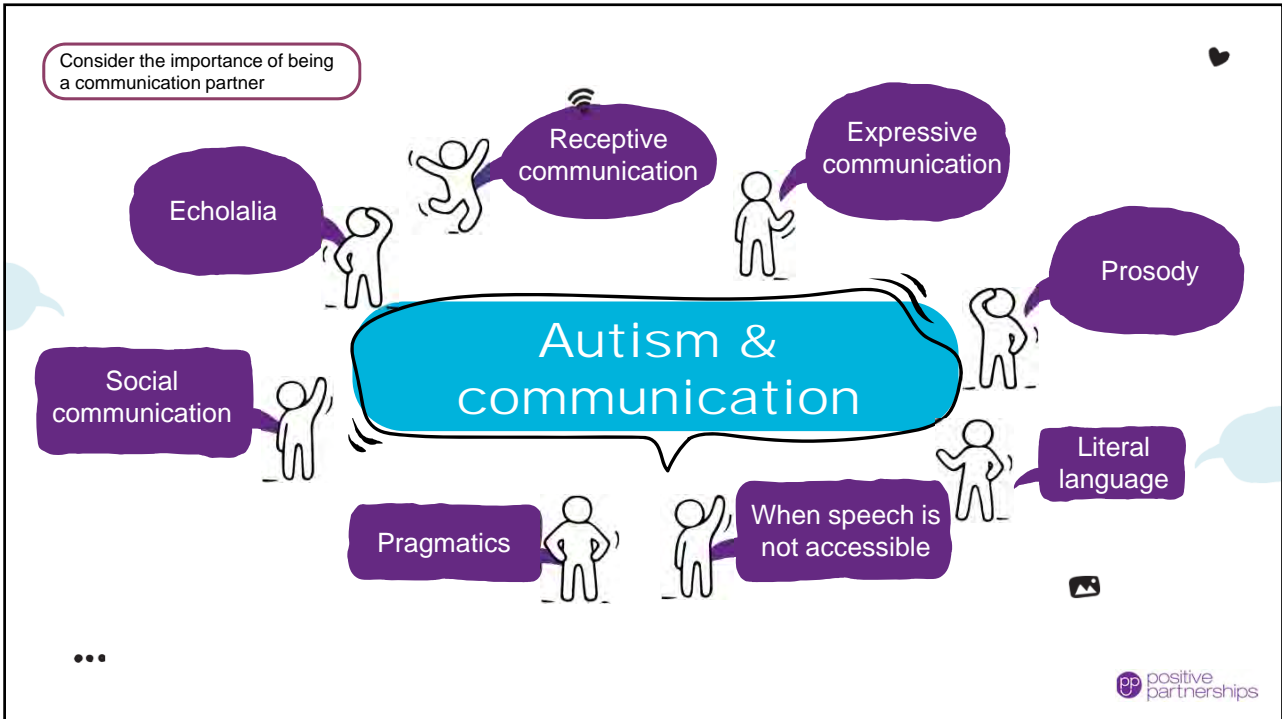 Consider the importance of being
a communication partner
Receptive
communication
Expressive
communication
Echolalia
Prosody
Autism &
communication
Social
communication
Literal
language
Pragmatics
When speech is
not accessible
pp
positive
partnerships